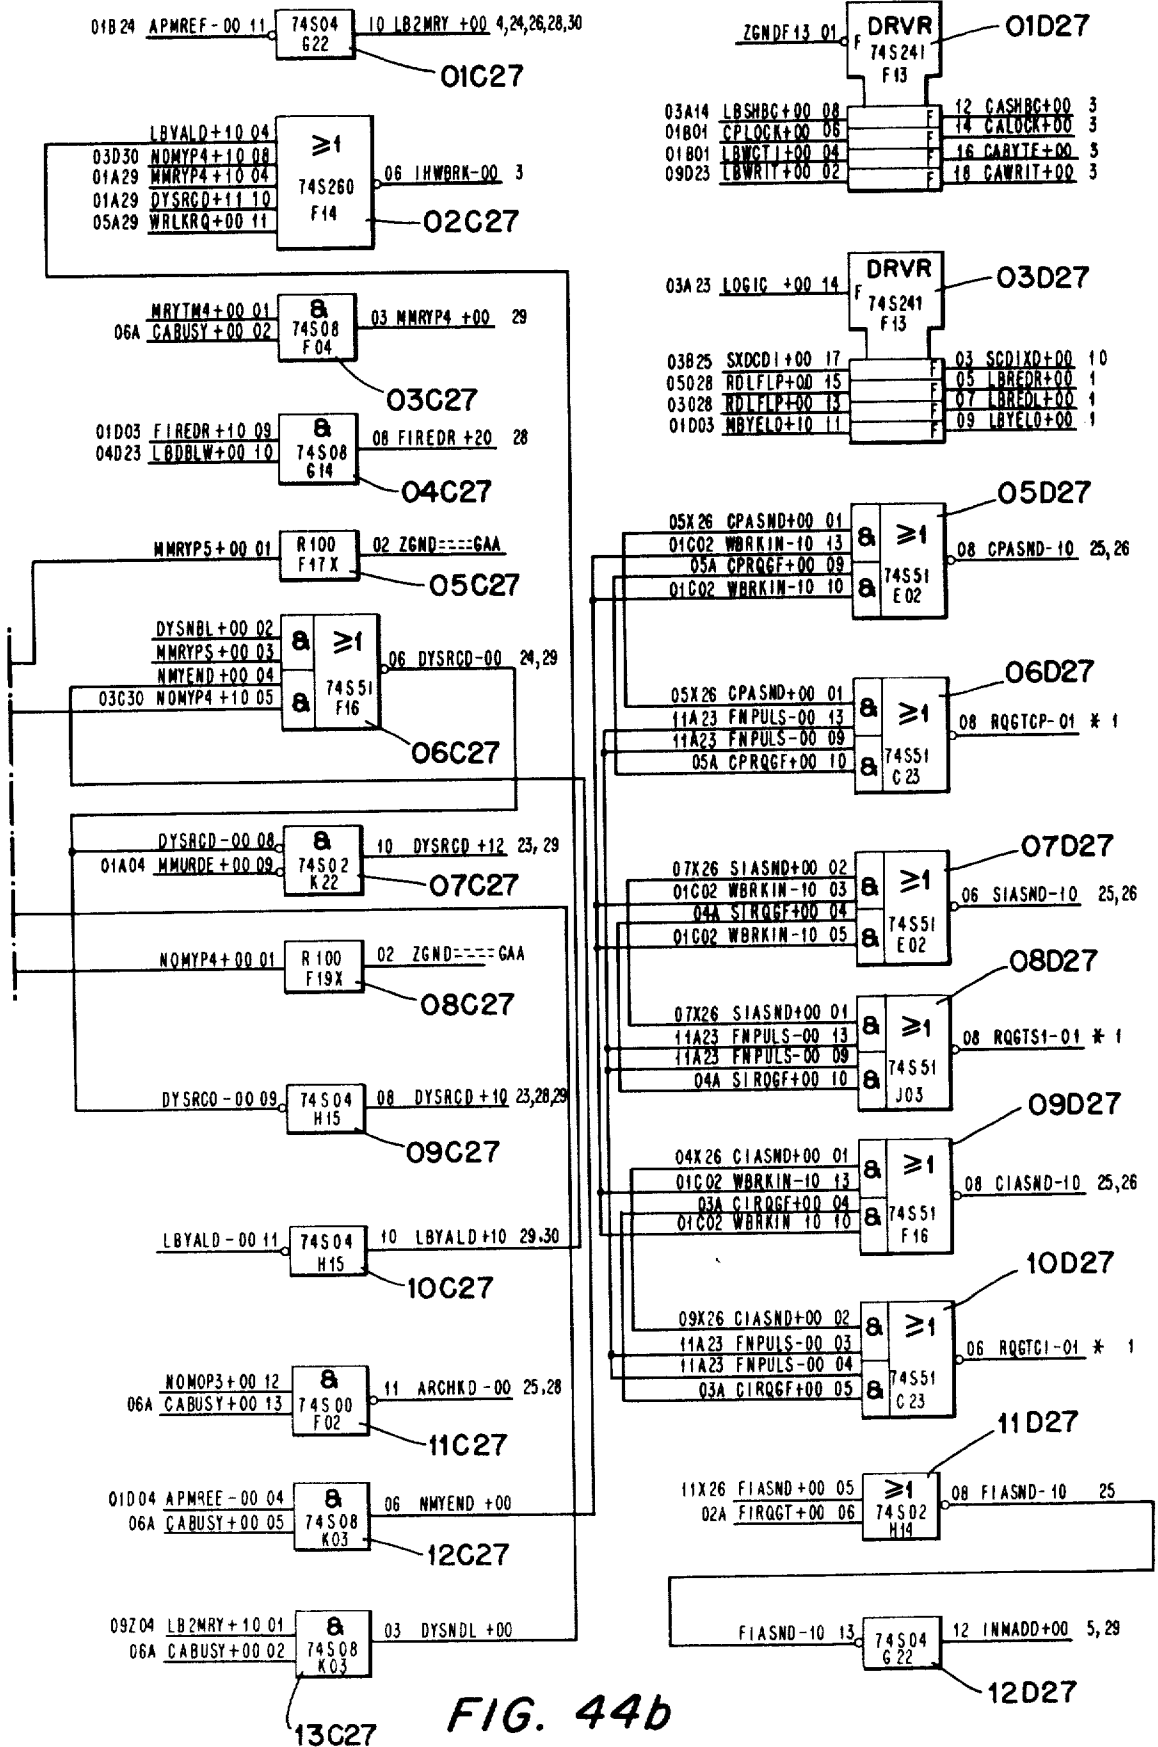 01B24 APMREF-00 11
74S04
G22
10 LB2MRY +00 4,24,26,28,30
01C27
LBVALD+10 04
03D30 NOMYP4+10 08
01A29 MMRYP4+10 04
01A29 DYSRCD+11 10
05A29 WRLKRQ+00 11
≥1
74S260
F14
06 IHWBRK-00 3
02C27
MRYTM4+00 01
06A CABUSY+00 02
&
74S08
F04
03 MMRYP4 +00 29
03C27
01D03 FIREDR+10 09
04D23 LBDBLW+00 10
&
74S08
G14
08 FIREDR +20 28
04C27
MMRYP5+00 01
R100
F17X
02 ZGND====GAA
05C27
DYSNBL+00 02
MMRYPS+00 03
NMYEND+00 04
03C30 NOMYP4+10 05
&
&
≥1
74S51
F16
06 DYSRCD-00 24,29
06C27
DYSRCD-00 08
01A04 MMURDE+00 09
&
74S02
K22
10 DYSRCD +12 23,29
07C27
NOMYP4+00 01
R100
F19X
02 ZGND====GAA
08C27
DYSRCO-00 09
74S04
H15
08 DYSRCD +10 23,28,29
09C27
LBYALD-00 11
74S04
H15
10 LBYALD+10 29,30
10C27
NOMOP3+00 12
06A CABUSY+00 13
&
74S00
F02
11 ARCHKD-00 25,28
11C27
01D04 APMREE-00 04
06A CABUSY+00 05
&
74S08
K03
06 NMYEND +00
12C27
09Z04 LB2MRY+10 01
06A CABUSY+00 02
&
74S08
K03
03 DYSNDL +00
13C27
ZGNDF13 01
F
DRVR
74S241
F13
01D27
03A14 LBSHBC+00 08
01B01 CPLOCK+00 06
01B01 LBWCT1+00 04
09D23 LBWRIT+00 02
F
F
F
F
12 CASHBC+00 3
14 CALOCK+00 3
16 CABYTE+00 3
18 CAWRIT+00 3
03A23 LOGIC +00 14
F
DRVR
74S241
F13
03D27
03B25 SXDCD1+00 17
05D28 RDLFLP+00 15
03028 RDLFLP+00 13
01D03 MBYELO+10 11
F
F
F
F
03 SCDIXD+00 10
05 LBREDR+00 1
07 LBREDL+00 1
09 LBYELO+00 1
05X26 CPASND+00 01
01C02 WBRKIN-10 13
05A CPRQGF+00 09
01C02 WBRKIN-10 10
&
&
≥1
74S51
E02
08 CPASND-10 25,26
05D27
05X26 CPASND+00 01
11A23 FNPULS-00 13
11A23 FNPULS-00 09
05A CPRQGF+00 10
&
&
≥1
74S51
C23
08 RQGTCP-01 * 1
06D27
07X26 SIASND+00 02
01C02 WBRKIN-10 03
04A SIRQGF+00 04
01C02 WBRKIN-10 05
&
&
≥1
74S51
E02
06 SIASND-10 25,26
07D27
07X26 SIASND+00 01
11A23 FNPULS-00 13
11A23 FNPULS-00 09
04A SIRQGF+00 10
&
&
≥1
74S51
J03
08 RQGTS1-01 * 1
08D27
04X26 CIASND+00 01
01C02 WBRKIN-10 13
03A CIRQGF+00 04
01C02 WBRKIN 10 10
&
&
≥1
74S51
F16
08 CIASND-10 25,26
09D27
09X26 CIASND+00 02
11A23 FNPULS-00 03
11A23 FNPULS-00 04
03A CIRQGF+00 05
&
&
≥1
74S51
C23
06 RQGTCI-01 * 1
10D27
11X26 FIASND+00 05
02A FIRQGT+00 06
≥1
74S02
H14
08 FIASND-10 25
11D27
FIASND-10 13
74S04
G22
12 INMADD+00 5,29
12D27
FIG. 44b